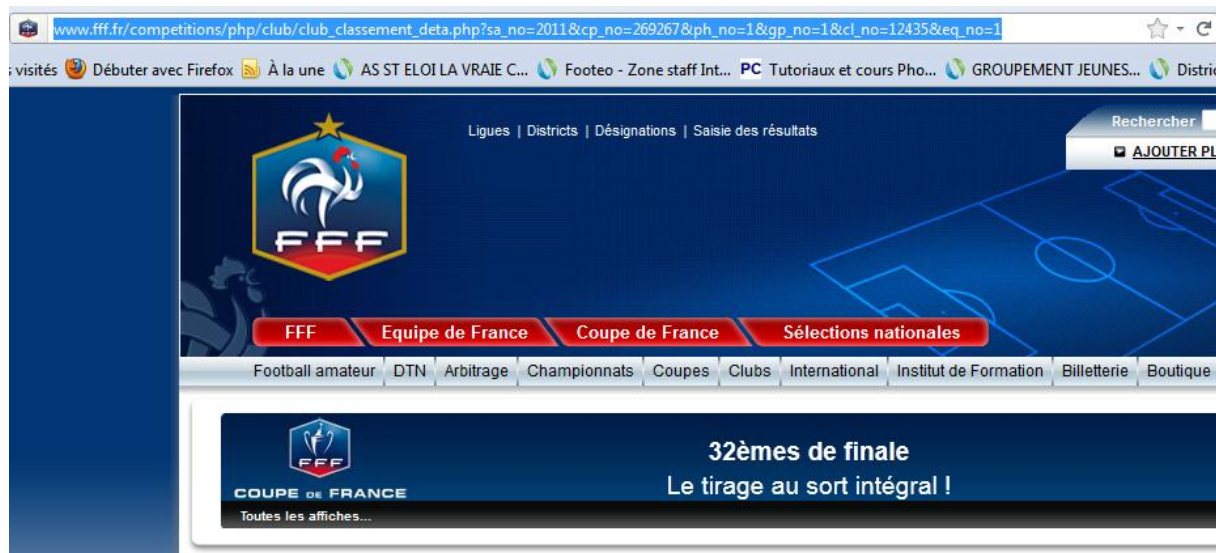 www.fff.fr/competitions/php/club/club_classement_deta.php?sa_no=2011&cp_no=269267&ph_no=1&gp_no=1&cl_no=12435&eq_no=1
visités Débuter avec Firefox À la une AS ST ELOI LA VRAIE C... Footeo - Zone staff Int... PC Tutoriaux et cours Pho... GROUPEMENT JEUNES... Distric
Ligues | Districts | Désignations | Saisie des résultats
Rechercher
AJOUTER PL
FFF
FFF Equipe de France Coupe de France Sélections nationales
Football amateur DTN Arbitrage Championnats Coupes Clubs International Institut de Formation Billetterie Boutique
FFF
COUPE DE FRANCE
32èmes de finale
Le tirage au sort intégral !
Toutes les affiches...